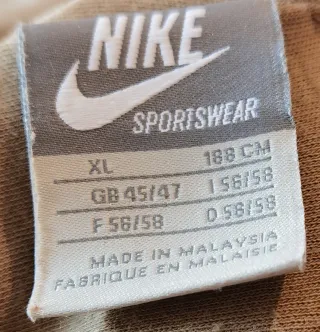 NIKE
SPORTSWEAR
XL 188 CM
GB 45/47 I 56/58
F 56/58 D 56/58
MADE IN MALAYSIA
FABRIQUE EN MALAISIE